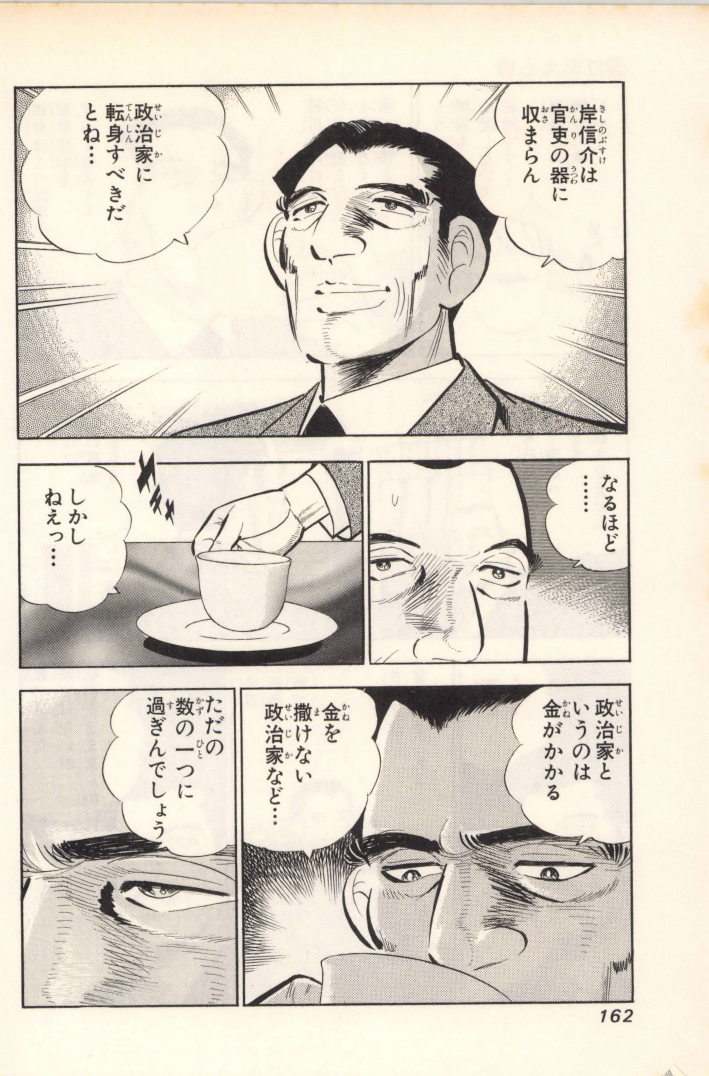 岸信介は
官吏の器に
収まらん
政治家に
転身すべきだ
とね…
なるほど
……
しかし
ねえっ…
政治家と
いうのは
金がかかる
金を
撒けない
政治家など…
ただの
数の一つに
過ぎんでしょう
162